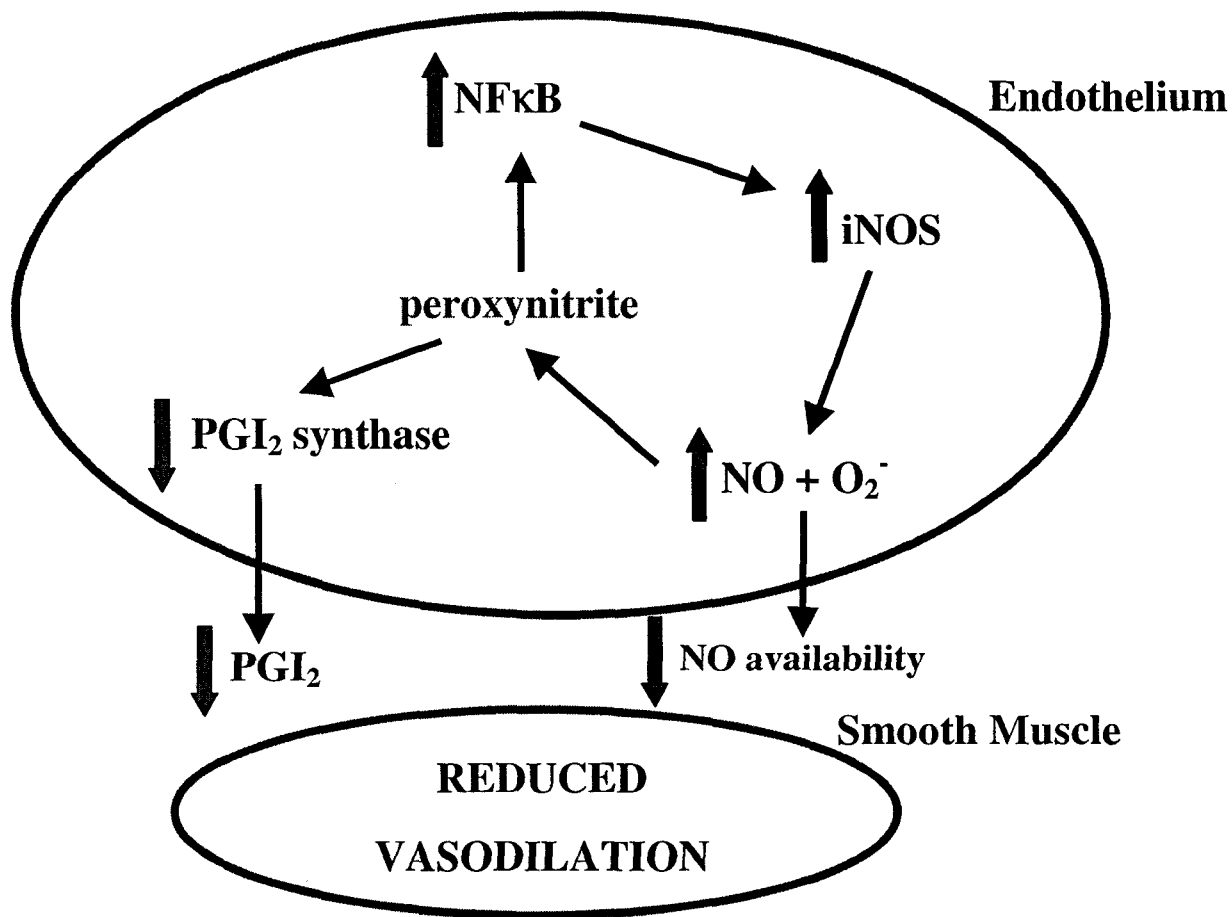 NFκB
Endothelium
iNOS
peroxynitrite
PGI₂ synthase
NO + O₂⁻
PGI₂
NO availability
Smooth Muscle
REDUCED
VASODILATION